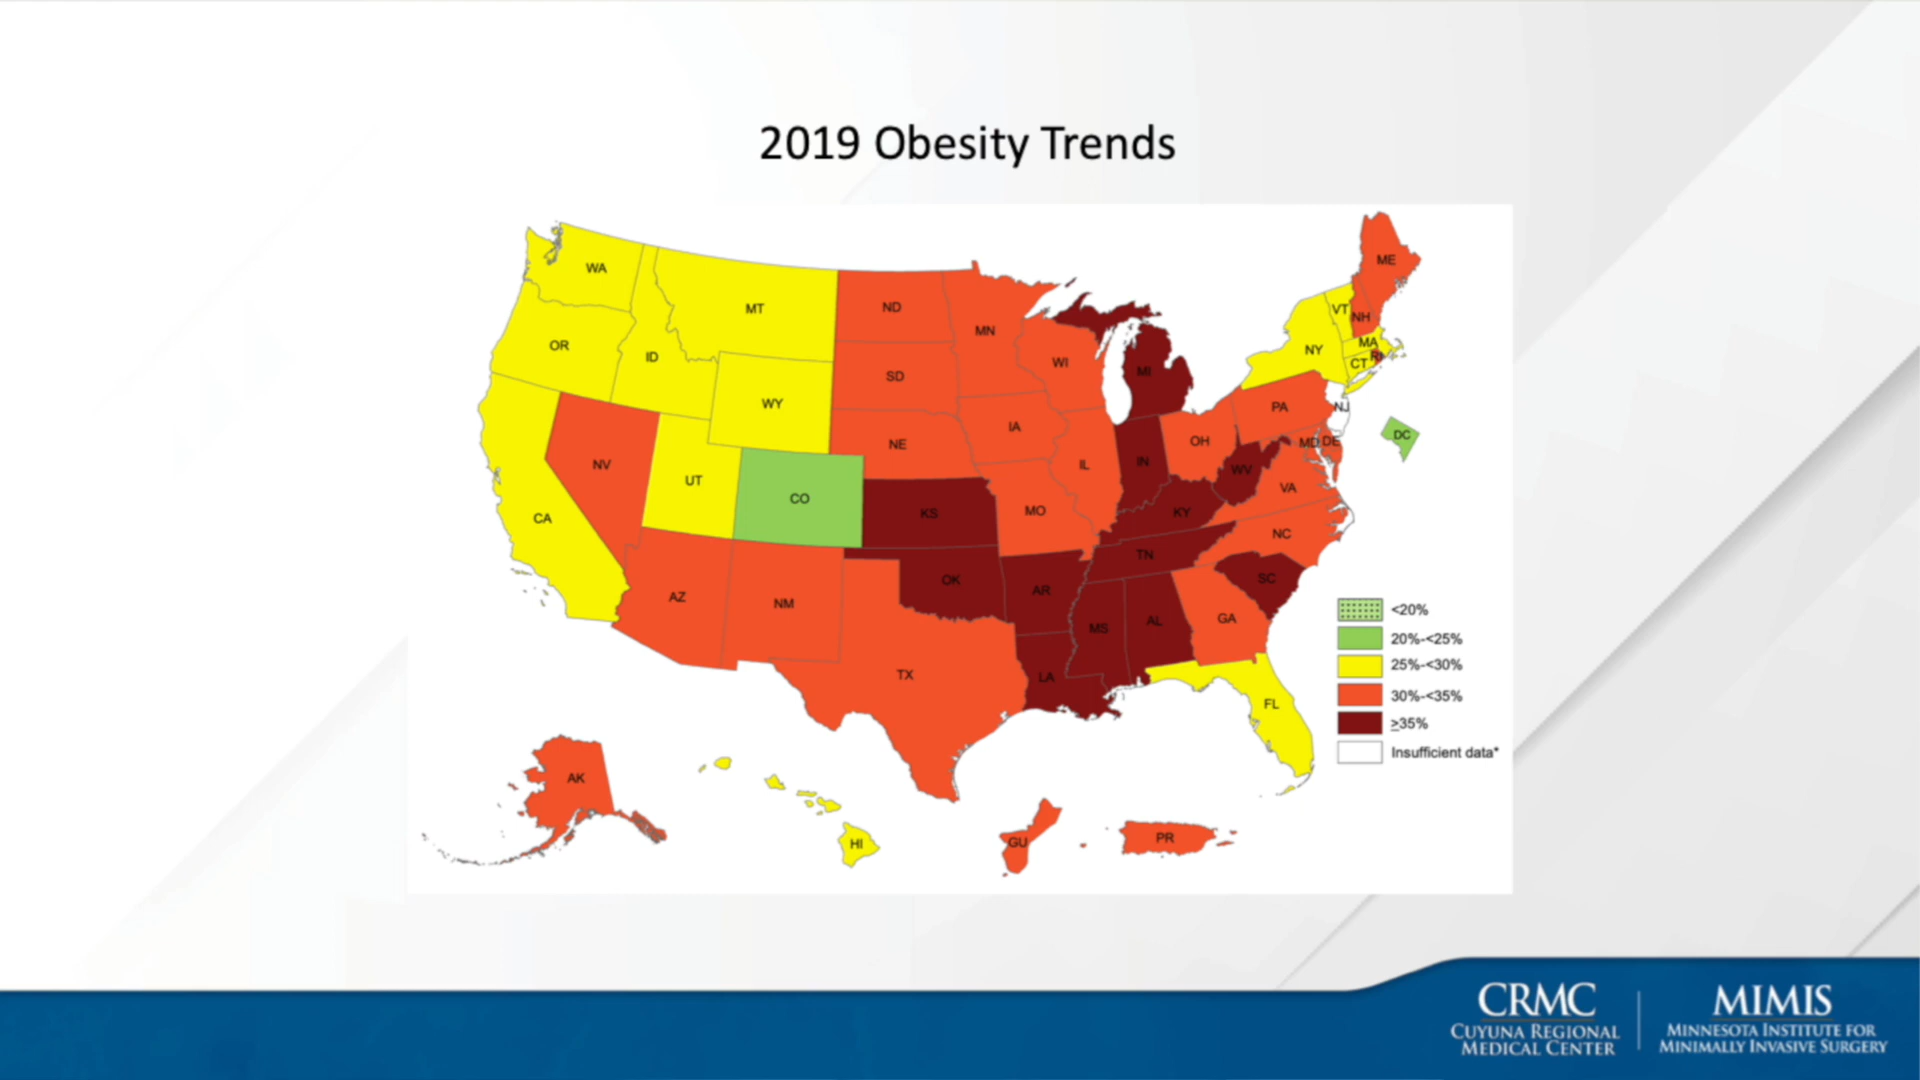 2019 Obesity Trends
WA
MT
ND
MN
ME
VT
NH
OR
ID
WY
SD
WI
MI
NY
MA
CT
RI
NV
UT
CO
NE
IA
IL
IN
OH
PA
NJ
MD
DE
DC
CA
KS
MO
KY
WV
VA
NC
AZ
NM
OK
AR
TN
SC
TX
LA
MS
AL
GA
FL
AK
HI
GU
PR
<20%
20%-<25%
25%-<30%
30%-<35%
≥35%
Insufficient data*
CRMC
CUYUNA REGIONAL
MEDICAL CENTER
MIMIS
MINNESOTA INSTITUTE FOR
MINIMALLY INVASIVE SURGERY